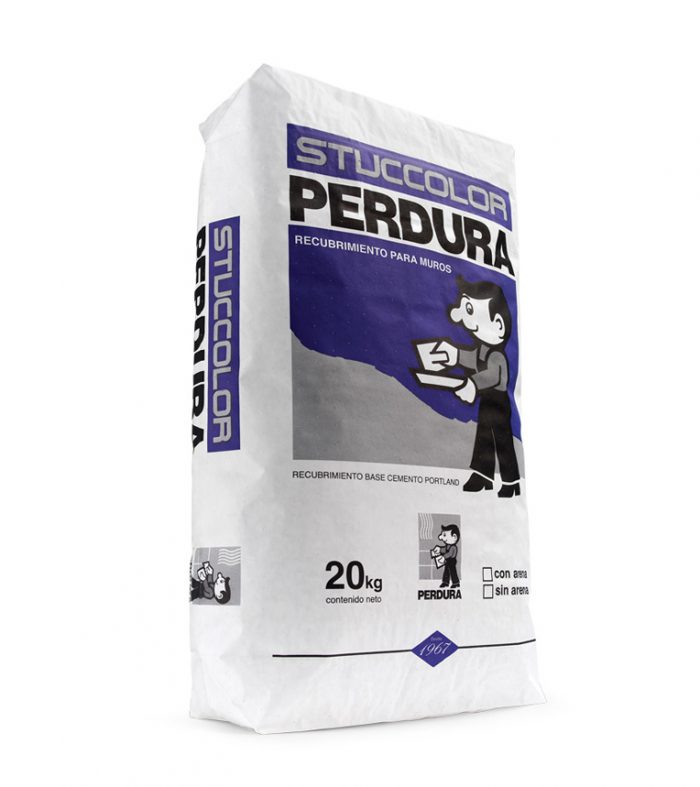 STUCCOLOR
PERDURA
RECUBRIMIENTO PARA MUROS
RECUBRIMIENTO BASE CEMENTO PORTLAND
20kg
contenido neto
PERDURA
con arena
sin arena
Desde
1967
STUCCOLOR
PERDURA